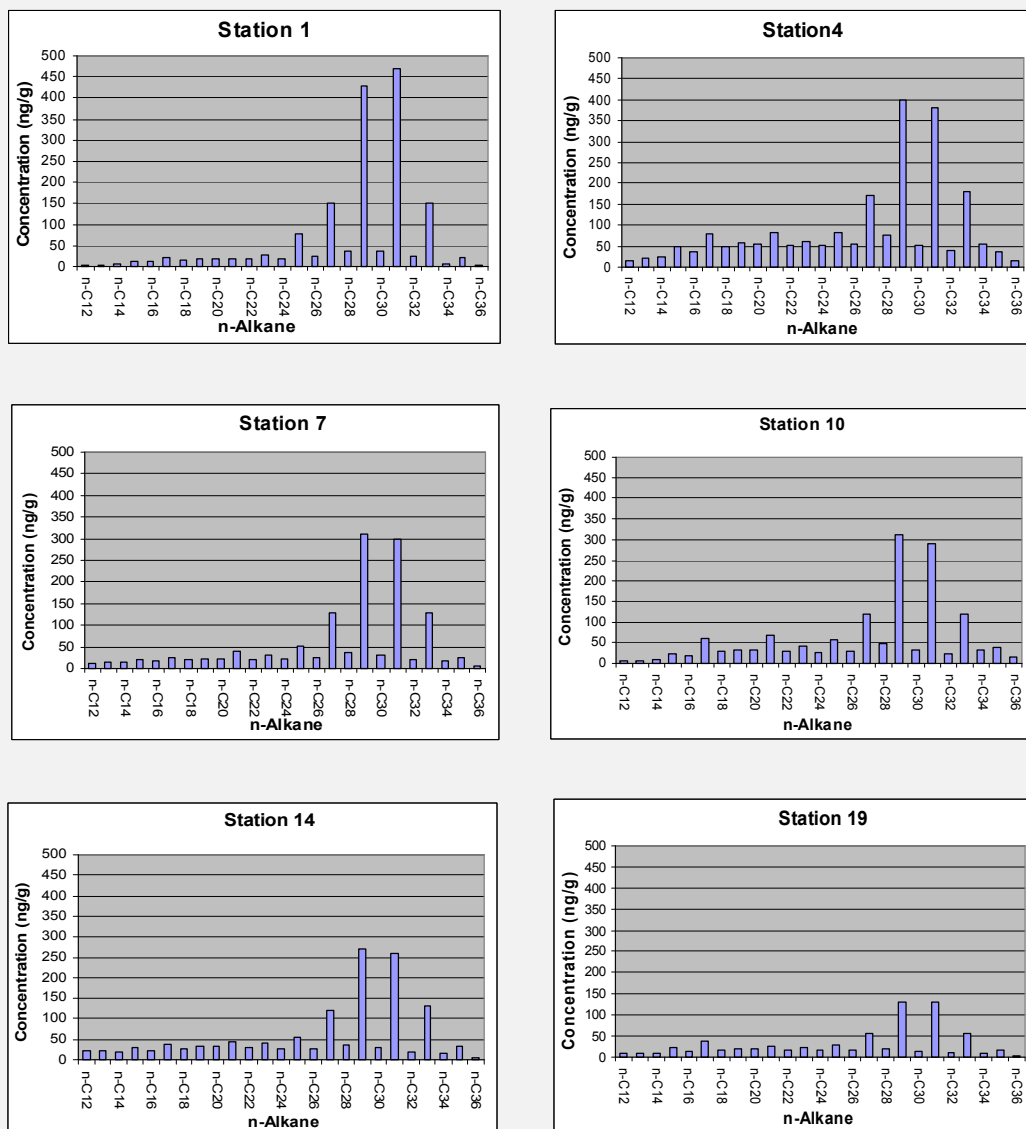 Station 1
500
450
400
350
300
250
200
150
100
50
0
Concentration (ng/g)
n-C12
n-C14
n-C16
n-C18
n-C20
n-C22
n-C24
n-C26
n-C28
n-C30
n-C32
n-C34
n-C36
n-Alkane
Station4
500
450
400
350
300
250
200
150
100
50
0
Concentration (ng/g)
n-C12
n-C14
n-C16
n-C18
n-C20
n-C22
n-C24
n-C26
n-C28
n-C30
n-C32
n-C34
n-C36
n-Alkane
Station 7
500
450
400
350
300
250
200
150
100
50
0
Concentration (ng/g)
n-C12
n-C14
n-C16
n-C18
n-C20
n-C22
n-C24
n-C26
n-C28
n-C30
n-C32
n-C34
n-C36
n-Alkane
Station 10
500
450
400
350
300
250
200
150
100
50
0
Concentration (ng/g)
n-C12
n-C14
n-C16
n-C18
n-C20
n-C22
n-C24
n-C26
n-C28
n-C30
n-C32
n-C34
n-C36
n-Alkane
Station 14
500
450
400
350
300
250
200
150
100
50
0
Concentration (ng/g)
n-C12
n-C14
n-C16
n-C18
n-C20
n-C22
n-C24
n-C26
n-C28
n-C30
n-C32
n-C34
n-C36
n-Alkane
Station 19
500
450
400
350
300
250
200
150
100
50
0
Concentration (ng/g)
n-C12
n-C14
n-C16
n-C18
n-C20
n-C22
n-C24
n-C26
n-C28
n-C30
n-C32
n-C34
n-C36
n-Alkane